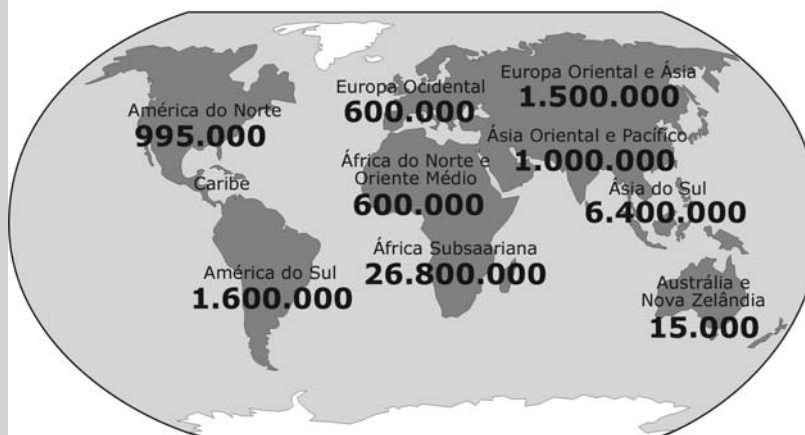 América do Norte
995.000
Caribe
América do Sul
1.600.000
Europa Ocidental
600.000
África do Norte e
Oriente Médio
600.000
África Subsaariana
26.800.000
Europa Oriental e Ásia
1.500.000
Ásia Oriental e Pacífico
1.000.000
Ásia do Sul
6.400.000
Austrália e
Nova Zelândia
15.000